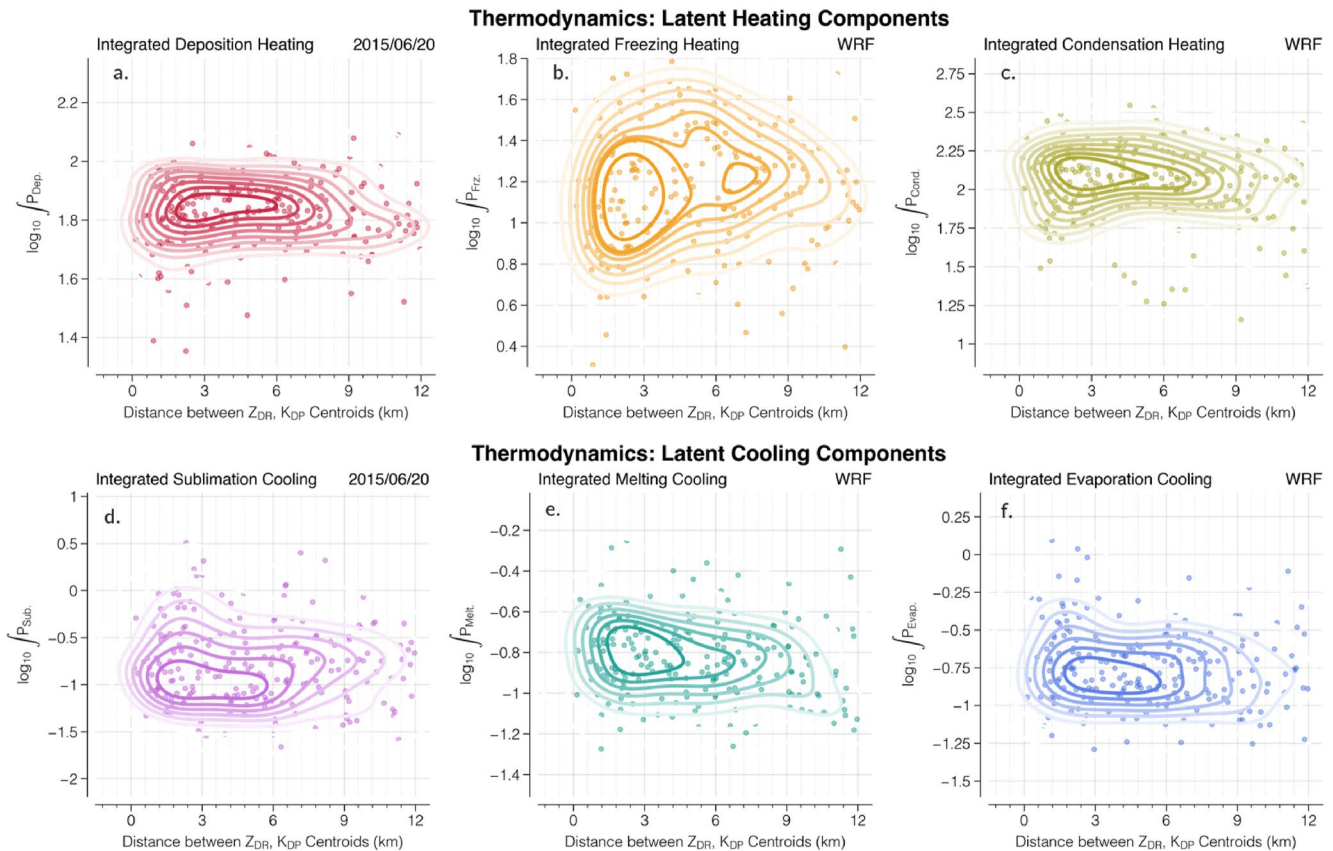 Thermodynamics: Latent Heating Components
Integrated Deposition Heating 2015/06/20
a.
2.2
2
1.8
1.6
1.4
log10 ∫PDep.
0 3 6 9 12
Distance between ZDR, KDP Centroids (km)
Integrated Freezing Heating WRF
b.
1.8
1.6
1.4
1.2
1
0.8
0.6
0.4
log10 ∫PFrz.
0 3 6 9 12
Distance between ZDR, KDP Centroids (km)
Integrated Condensation Heating WRF
c.
2.75
2.5
2.25
2
1.75
1.5
1.25
1
log10 ∫PCond.
0 3 6 9 12
Distance between ZDR, KDP Centroids (km)
Thermodynamics: Latent Cooling Components
Integrated Sublimation Cooling 2015/06/20
d.
1
0.5
0
−0.5
−1
−1.5
−2
log10 ∫PSub.
0 3 6 9 12
Distance between ZDR, KDP Centroids (km)
Integrated Melting Cooling WRF
e.
−0.2
−0.4
−0.6
−0.8
−1
−1.2
−1.4
log10 ∫PMelt.
0 3 6 9 12
Distance between ZDR, KDP Centroids (km)
Integrated Evaporation Cooling WRF
f.
0.25
0
−0.25
−0.5
−0.75
−1
−1.25
−1.5
log10 ∫PEvap.
0 3 6 9 12
Distance between ZDR, KDP Centroids (km)